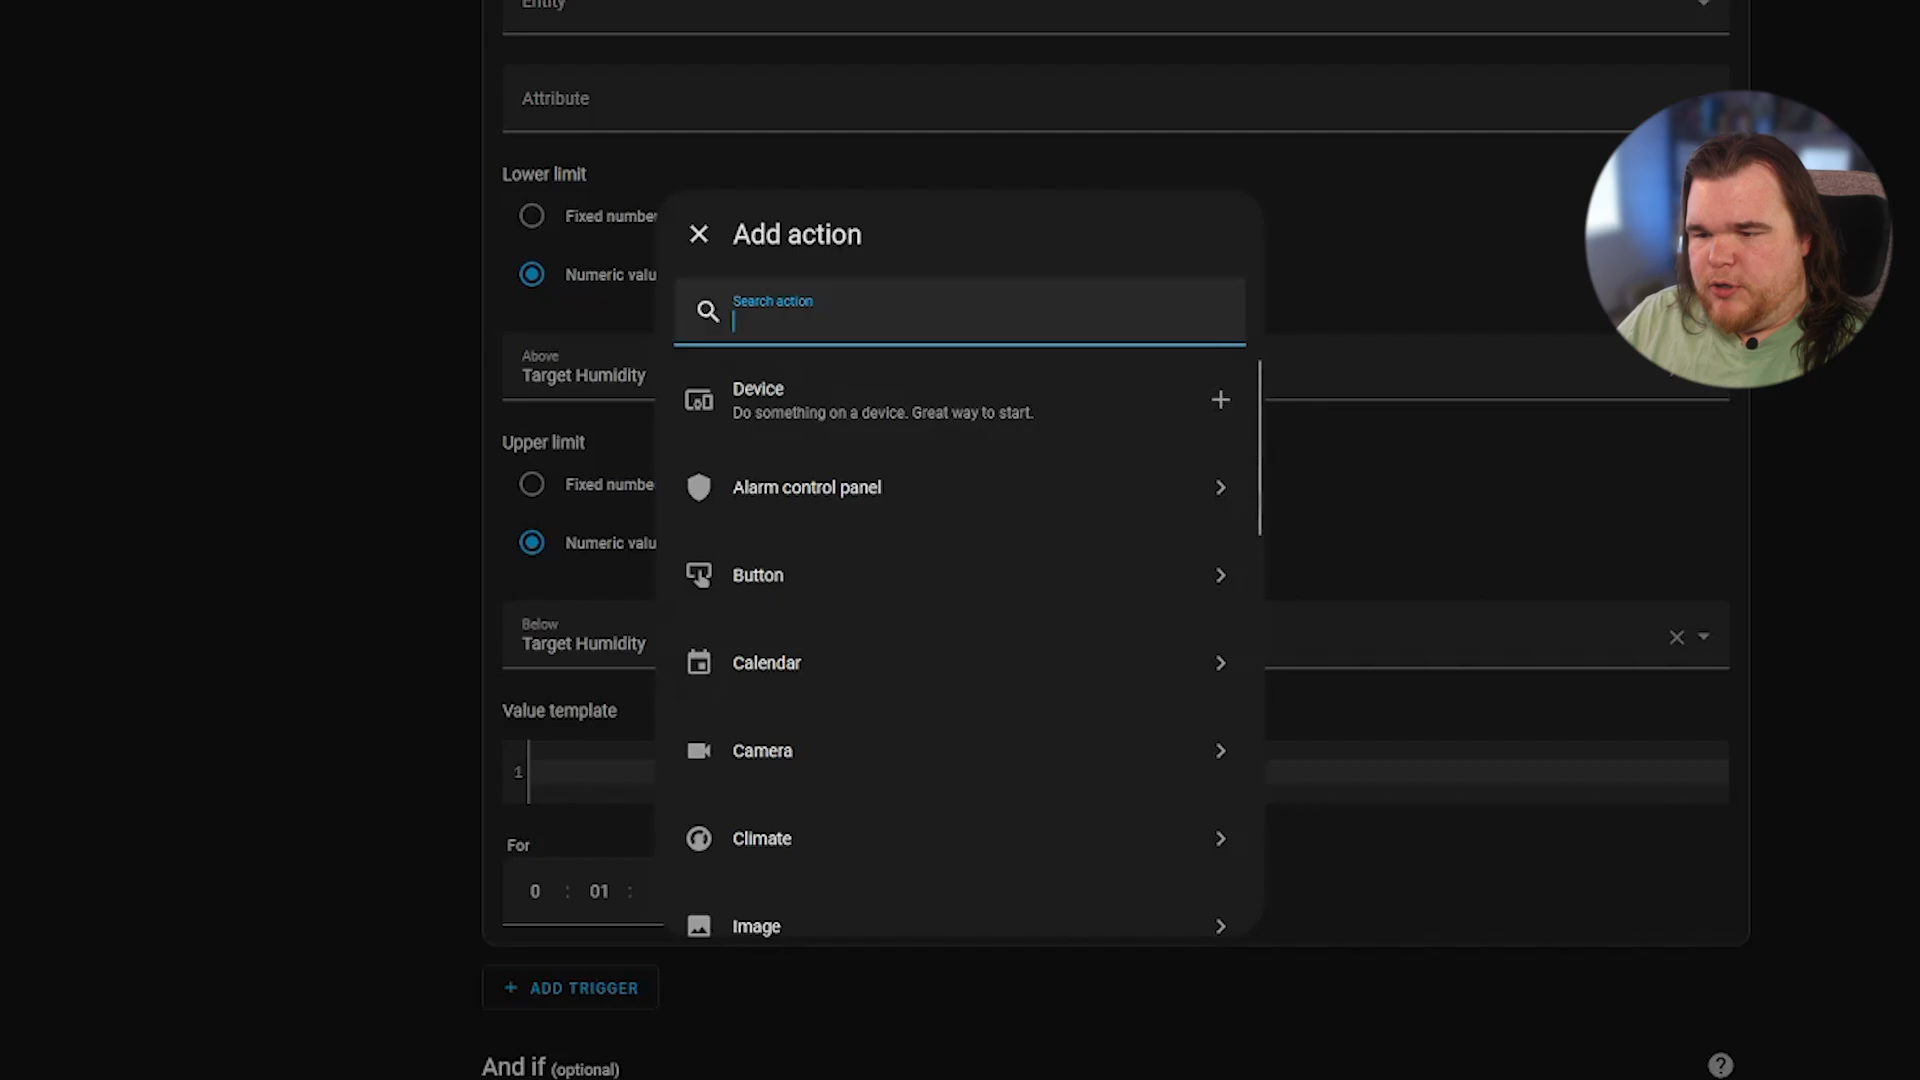 Entity
Attribute
Lower limit
Fixed number
Numeric valu
Above
Target Humidity
Upper limit
Fixed numbe
Numeric valu
Below
Target Humidity
Value template
1
For
0 : 01 :
+ ADD TRIGGER
And if (optional)
?
Add action
Search action
Device
Do something on a device. Great way to start.
Alarm control panel
Button
Calendar
Camera
Climate
Image